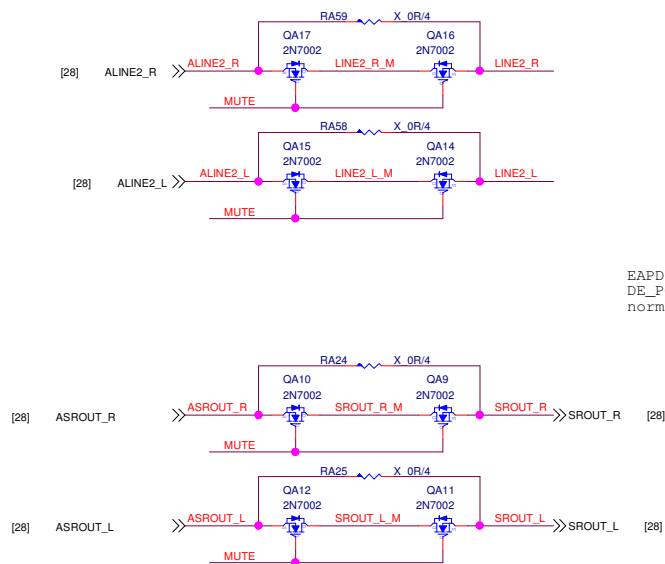 RA59 X_0R/4
QA17 QA16
2N7002 2N7002
[28] ALINE2_R ALINE2_R LINE2_R_M LINE2_R
MUTE
RA58 X_0R/4
QA15 QA14
2N7002 2N7002
[28] ALINE2_L ALINE2_L LINE2_L_M LINE2_L
MUTE
EAPD
DE_P
norm
RA24 X_0R/4
QA10 QA9
2N7002 2N7002
[28] ASROUT_R ASROUT_R SROUT_R_M SROUT_R SROUT_R [28]
MUTE
RA25 X_0R/4
QA12 QA11
2N7002 2N7002
[28] ASROUT_L ASROUT_L SROUT_L_M SROUT_L SROUT_L [28]
MUTE